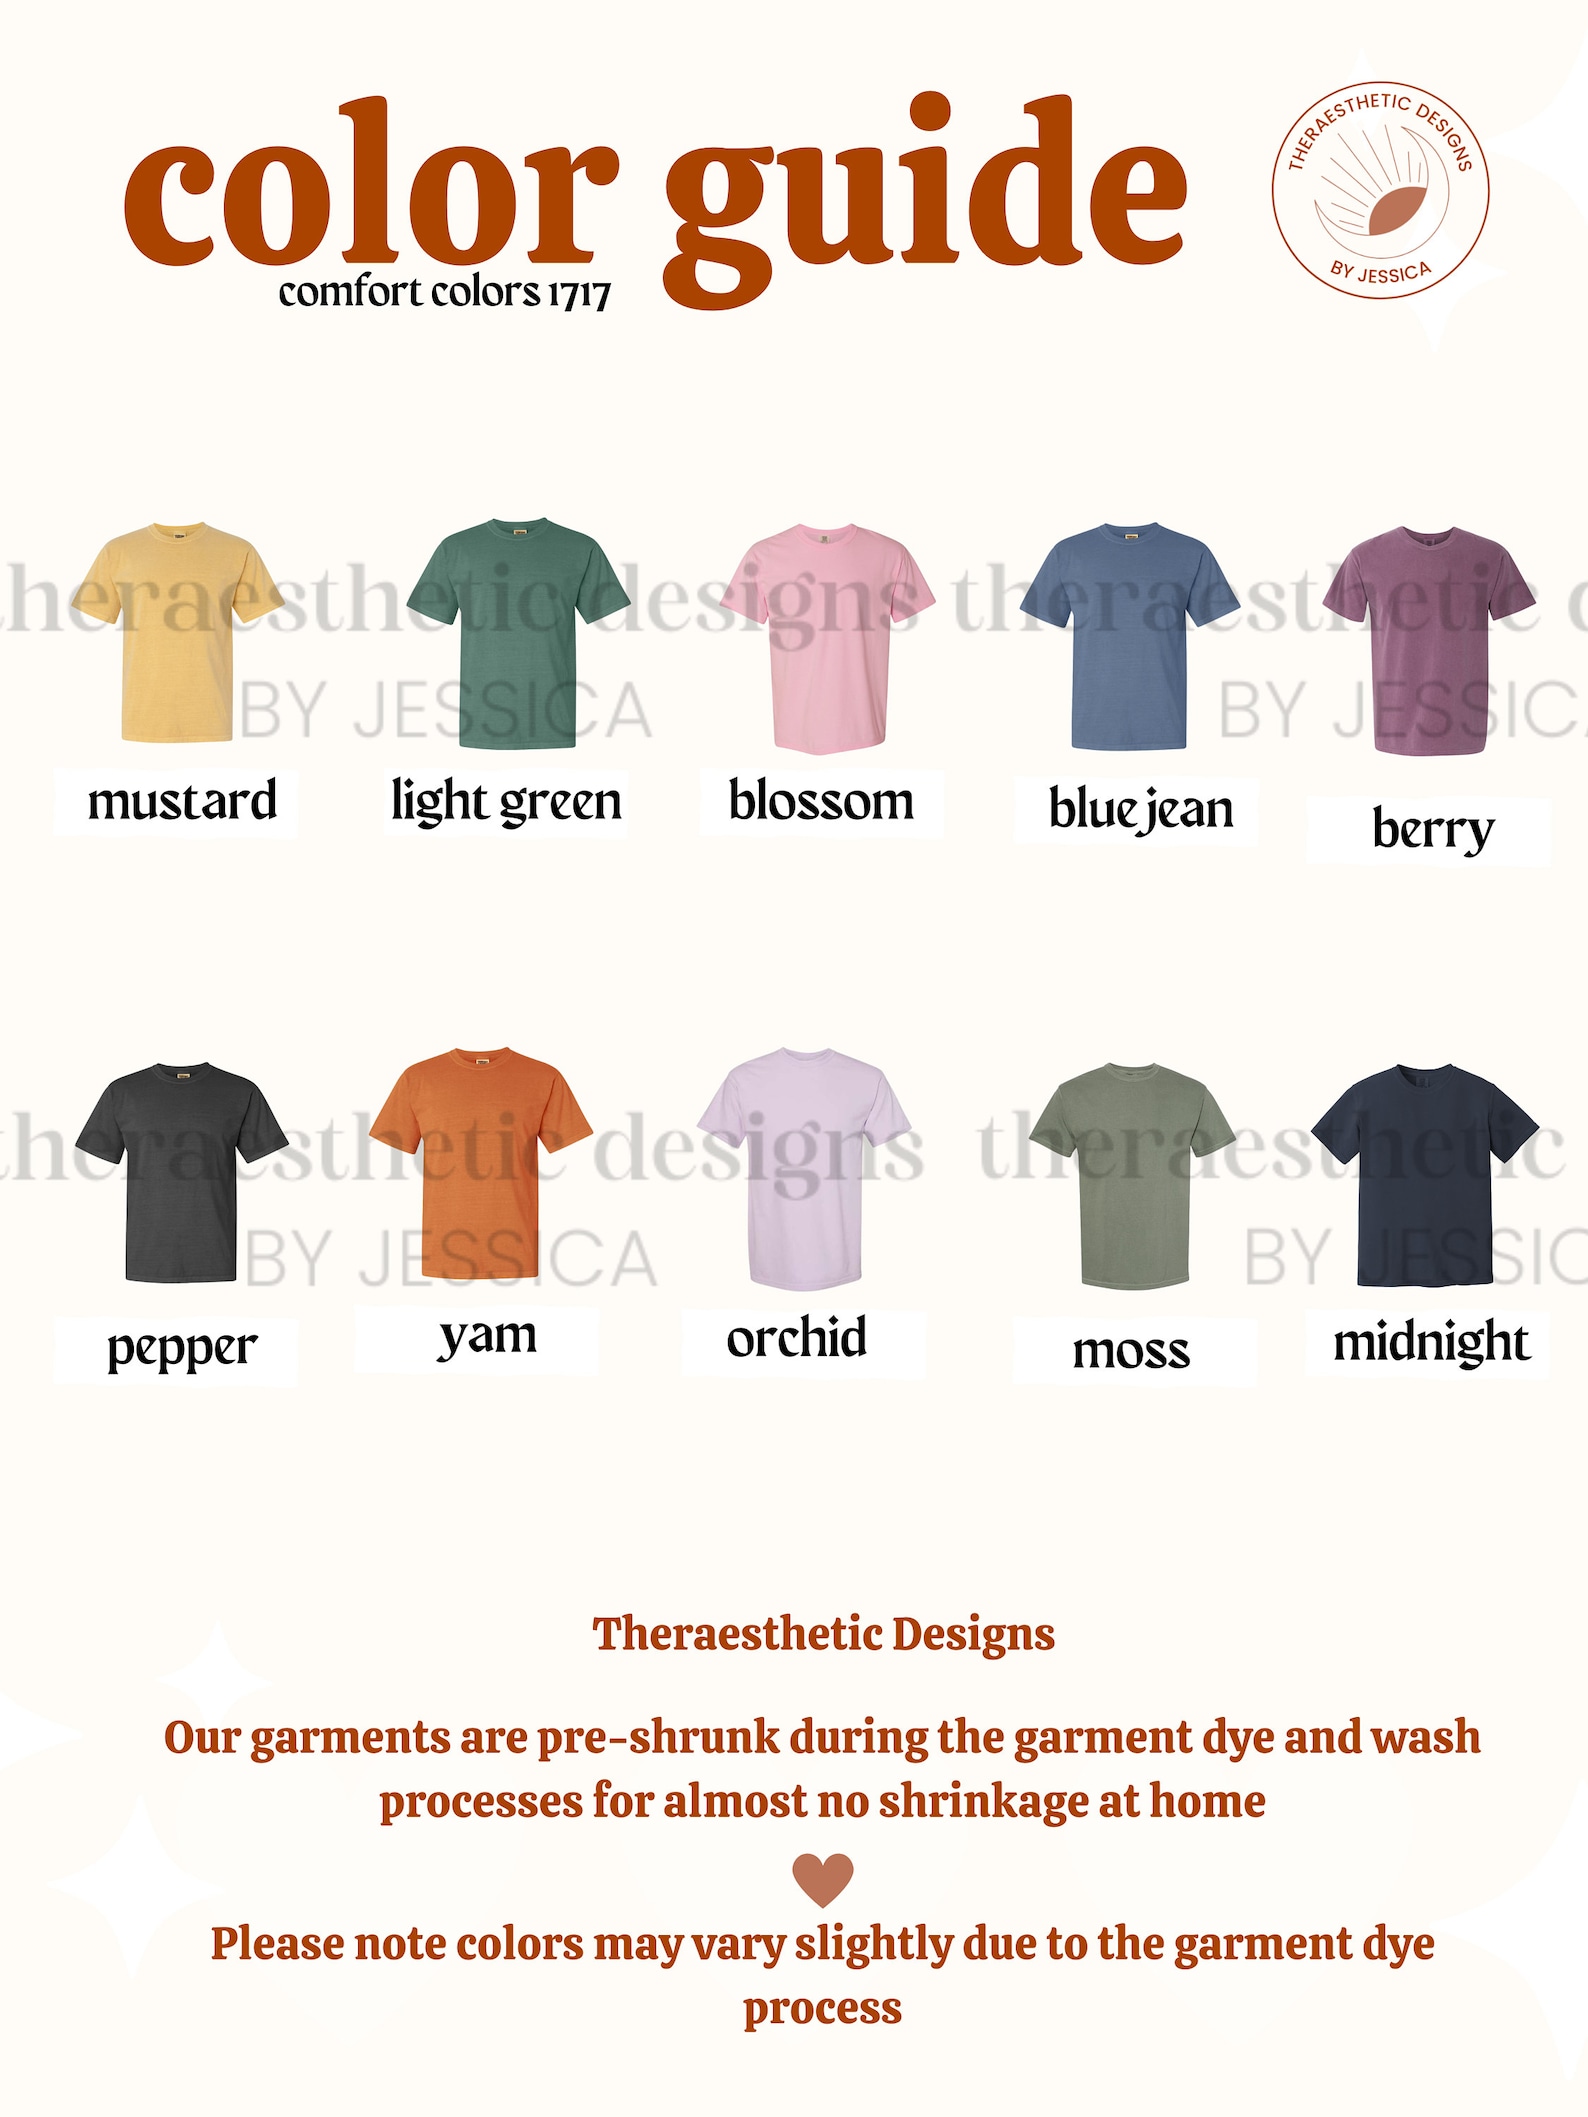 color guide
comfort colors 1717
THERAESTHETIC DESIGNS
BY JESSICA
theraesthetic designs theraesthetic d
BY JESSICA BY JESSICA
mustard light green blossom blue jean berry
theraesthetic designs theraesthetic
BY JESSICA BY JESSIC
pepper yam orchid moss midnight
Theraesthetic Designs
Our garments are pre-shrunk during the garment dye and wash
processes for almost no shrinkage at home
Please note colors may vary slightly due to the garment dye
process